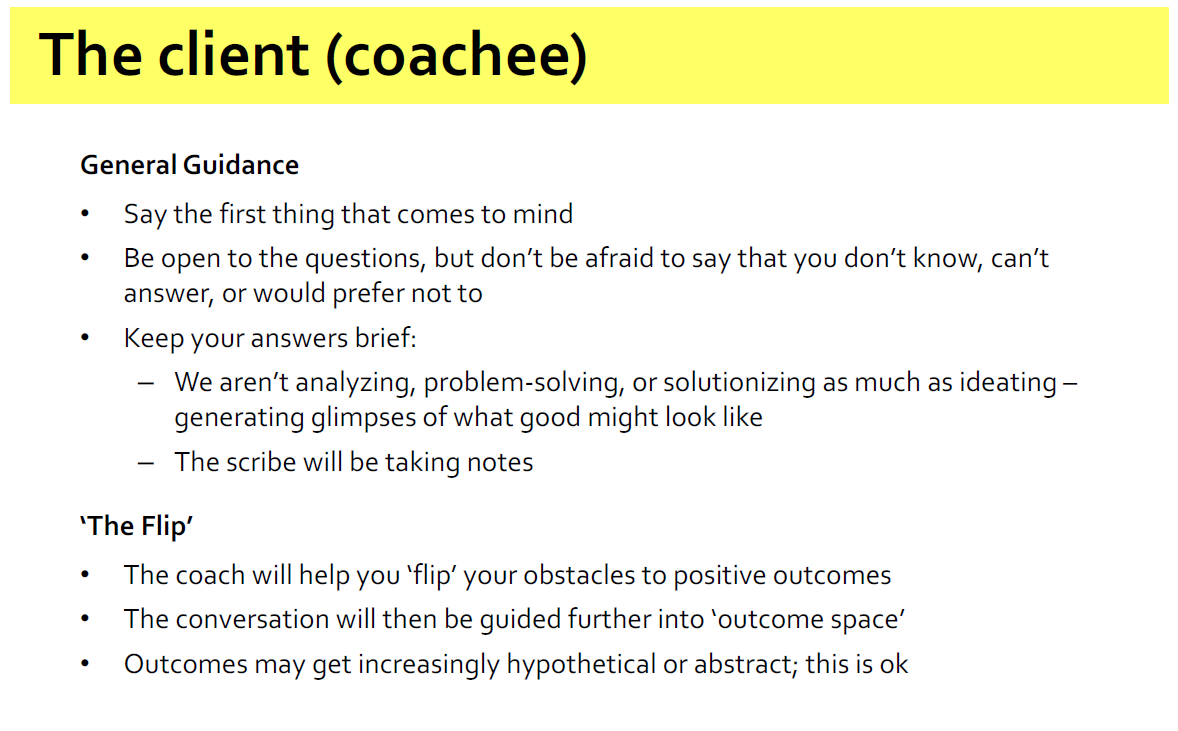 The client (coachee)
General Guidance
• Say the first thing that comes to mind
• Be open to the questions, but don’t be afraid to say that you don’t know, can’t
answer, or would prefer not to
• Keep your answers brief:
– We aren’t analyzing, problem-solving, or solutionizing as much as ideating –
generating glimpses of what good might look like
– The scribe will be taking notes
‘The Flip’
• The coach will help you ‘flip’ your obstacles to positive outcomes
• The conversation will then be guided further into ‘outcome space’
• Outcomes may get increasingly hypothetical or abstract; this is ok